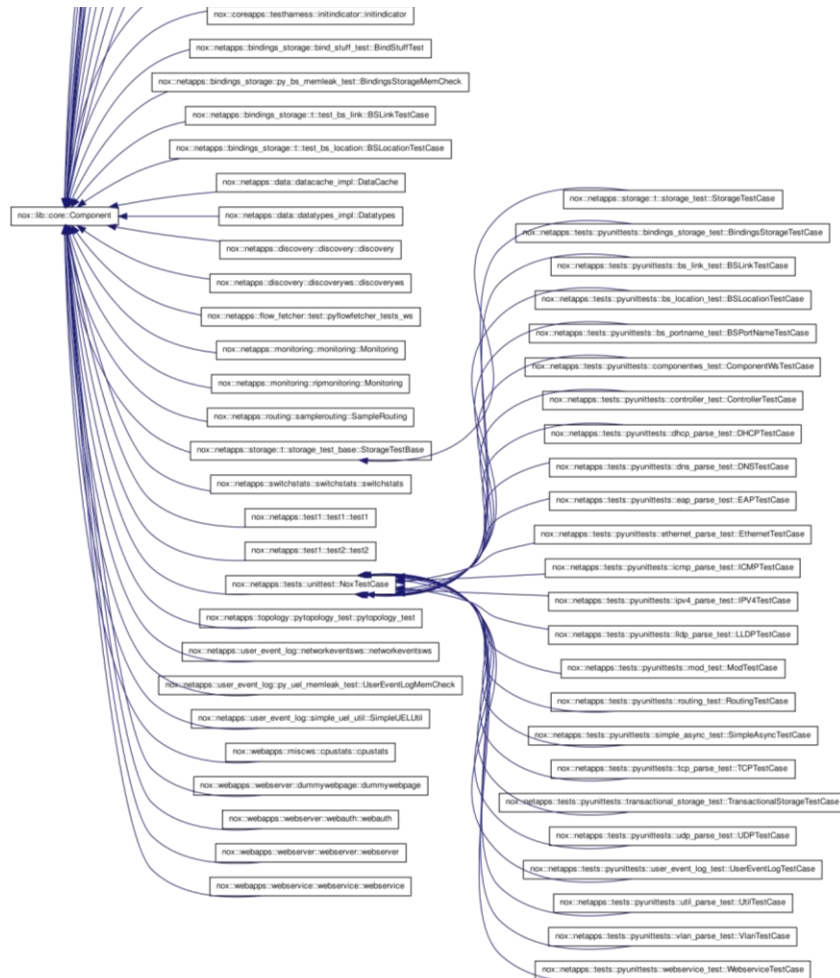 nox::coreapps::testharness::initindicator::initindicator
nox::netapps::bindings_storage::bind_stuff_test::BindStuffTest
nox::netapps::bindings_storage::py_bs_memleak_test::BindingsStorageMemCheck
nox::netapps::bindings_storage::t::test_bs_link::BSLinkTestCase
nox::netapps::bindings_storage::t::test_bs_location::BSLocationTestCase
nox::netapps::data::datacache_impl::DataCache
nox::lib::core::Component
nox::netapps::data::datatypes_impl::Datatypes
nox::netapps::discovery::discovery::discovery
nox::netapps::discovery::discoveryws::discoveryws
nox::netapps::flow_fetcher::test::pyflowfetcher_tests_ws
nox::netapps::monitoring::monitoring::Monitoring
nox::netapps::monitoring::ripmonitoring::Monitoring
nox::netapps::routing::samplerouting::SampleRouting
nox::netapps::storage::t::storage_test_base::StorageTestBase
nox::netapps::switchstats::switchstats::switchstats
nox::netapps::test1::test1::test1
nox::netapps::test1::test2::test2
nox::netapps::tests::unittest::NoxTestCase
nox::netapps::topology::pytopology_test::pytopology_test
nox::netapps::user_event_log::networkeventsws::networkeventsws
nox::netapps::user_event_log::py_uel_memleak_test::UserEventLogMemCheck
nox::netapps::user_event_log::simple_uel_util::SimpleUELUtil
nox::webapps::miscws::cpustats::cpustats
nox::webapps::webserver::dummywebpage::dummywebpage
nox::webapps::webserver::webauth::webauth
nox::webapps::webserver::webserver::webserver
nox::webapps::webservice::webservice::webservice
nox::netapps::storage::t::storage_test::StorageTestCase
nox::netapps::tests::pyunittests::bindings_storage_test::BindingsStorageTestCase
nox::netapps::tests::pyunittests::bs_link_test::BSLinkTestCase
nox::netapps::tests::pyunittests::bs_location_test::BSLocationTestCase
nox::netapps::tests::pyunittests::bs_portname_test::BSPortNameTestCase
nox::netapps::tests::pyunittests::componentws_test::ComponentWsTestCase
nox::netapps::tests::pyunittests::controller_test::ControllerTestCase
nox::netapps::tests::pyunittests::dhcp_parse_test::DHCPTestCase
nox::netapps::tests::pyunittests::dns_parse_test::DNSTestCase
nox::netapps::tests::pyunittests::eap_parse_test::EAPTestCase
nox::netapps::tests::pyunittests::ethernet_parse_test::EthernetTestCase
nox::netapps::tests::pyunittests::icmp_parse_test::ICMPTestCase
nox::netapps::tests::pyunittests::ipv4_parse_test::IPV4TestCase
nox::netapps::tests::pyunittests::lldp_parse_test::LLDPTestCase
nox::netapps::tests::pyunittests::mod_test::ModTestCase
nox::netapps::tests::pyunittests::routing_test::RoutingTestCase
nox::netapps::tests::pyunittests::simple_async_test::SimpleAsyncTestCase
nox::netapps::tests::pyunittests::tcp_parse_test::TCPTestCase
nox::netapps::tests::pyunittests::transactional_storage_test::TransactionalStorageTestCase
nox::netapps::tests::pyunittests::udp_parse_test::UDPTestCase
nox::netapps::tests::pyunittests::user_event_log_test::UserEventLogTestCase
nox::netapps::tests::pyunittests::util_parse_test::UtilTestCase
nox::netapps::tests::pyunittests::vlan_parse_test::VlanTestCase
nox::netapps::tests::pyunittests::webservice_test::WebserviceTestCase